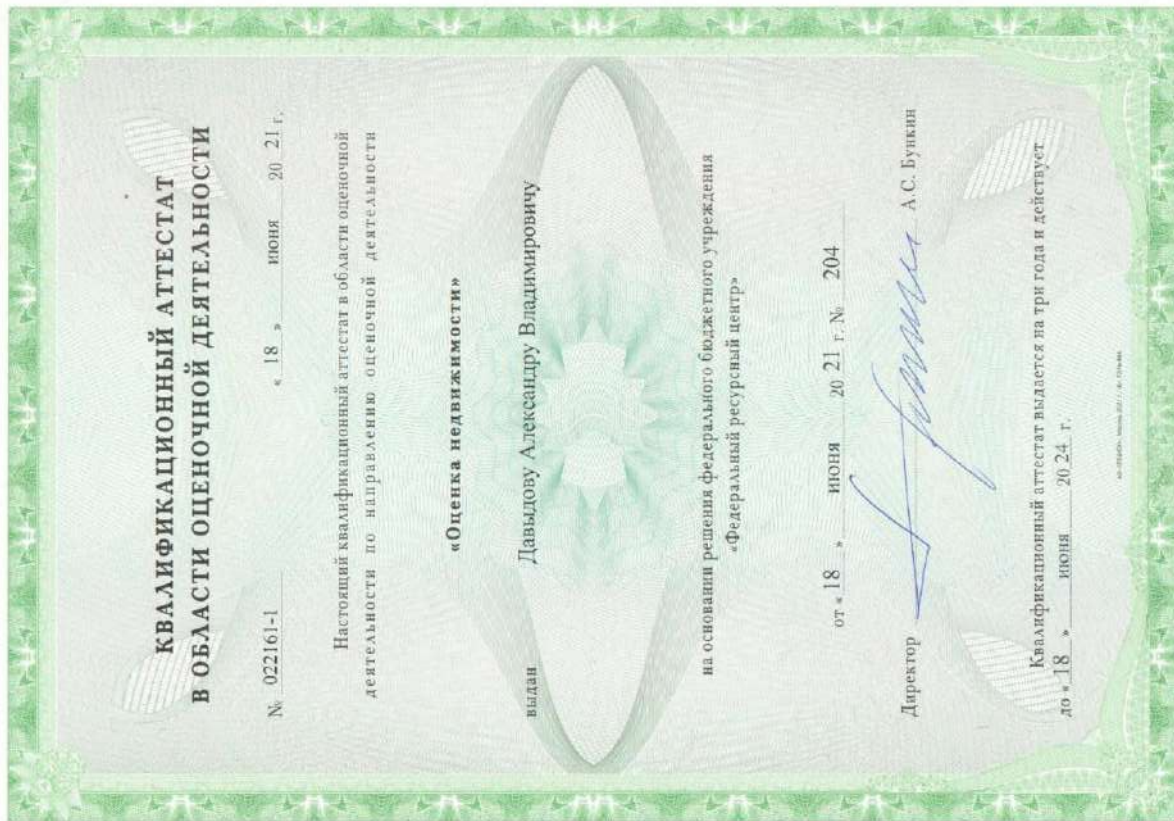 КВАЛИФИКАЦИОННЫЙ АТТЕСТАТ
В ОБЛАСТИ ОЦЕНОЧНОЙ ДЕЯТЕЛЬНОСТИ
№ 022161-1 « 18 » июня 20 21 г.
Настоящий квалификационный аттестат в области оценочной
деятельности по направлению оценочной деятельности
«Оценка недвижимости»
выдан Давыдову Александру Владимировичу
на основании решения федерального бюджетного учреждения
«Федеральный ресурсный центр»
от « 18 » июня 20 21 г. № 204
Директор А.С. Бункин
Квалификационный аттестат выдается на три года и действует
до « 18 » июня 20 24 г.